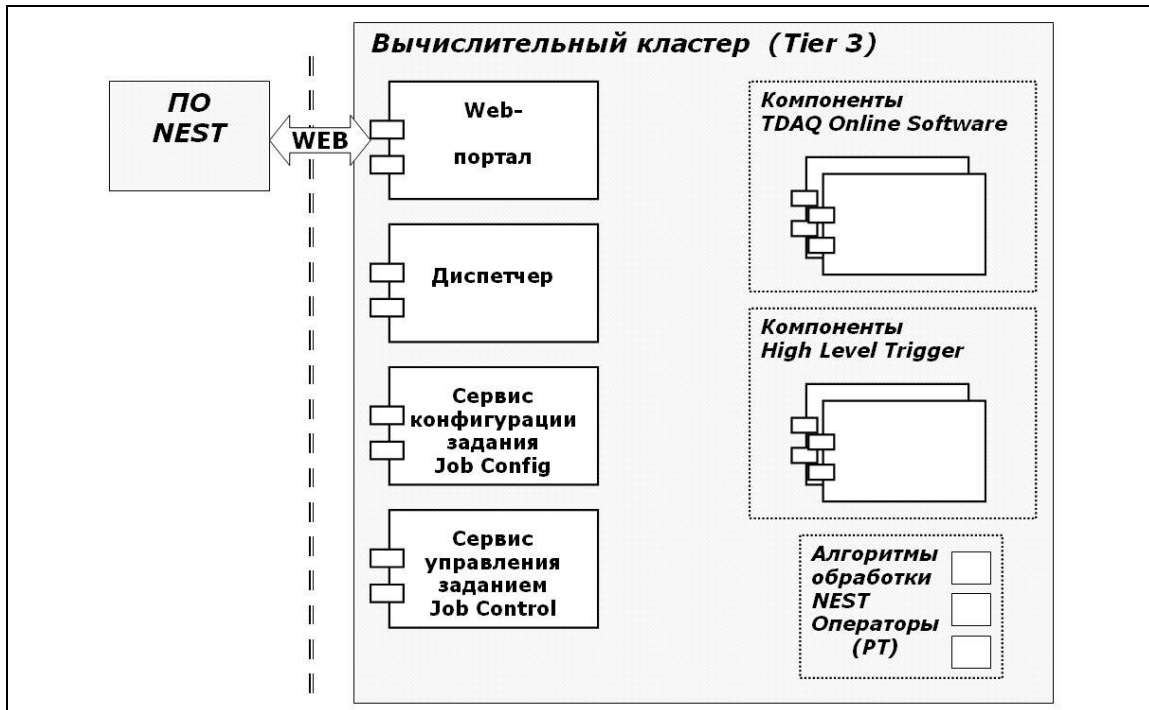 Вычислительный кластер (Tier 3)
ПО
NEST
WEB
Web-
портал
Диспетчер
Сервис
конфигурации
задания
Job Config
Сервис
управления
заданием
Job Control
Компоненты
TDAQ Online Software
Компоненты
High Level Trigger
Алгоритмы
обработки
NEST
Операторы
(PT)